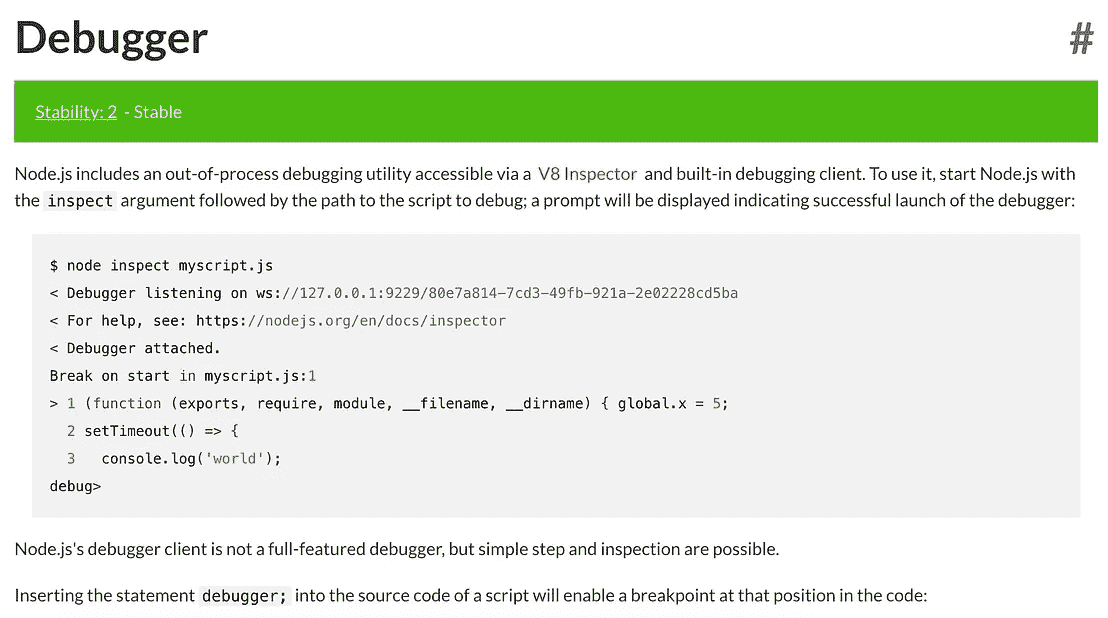 Debugger #
Stability: 2 - Stable
Node.js includes an out-of-process debugging utility accessible via a V8 Inspector and built-in debugging client. To use it, start Node.js with
the inspect argument followed by the path to the script to debug; a prompt will be displayed indicating successful launch of the debugger:
$ node inspect myscript.js
< Debugger listening on ws://127.0.0.1:9229/80e7a814-7cd3-49fb-921a-2e02228cd5ba
< For help, see: https://nodejs.org/en/docs/inspector
< Debugger attached.
Break on start in myscript.js:1
> 1 (function (exports, require, module, __filename, __dirname) { global.x = 5;
  2 setTimeout(() => {
  3   console.log('world');
debug>
Node.js's debugger client is not a full-featured debugger, but simple step and inspection are possible.
Inserting the statement debugger; into the source code of a script will enable a breakpoint at that position in the code: